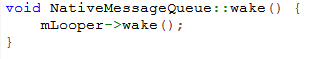 void NativeMessageQueue::wake() {
    mLooper->wake();
}